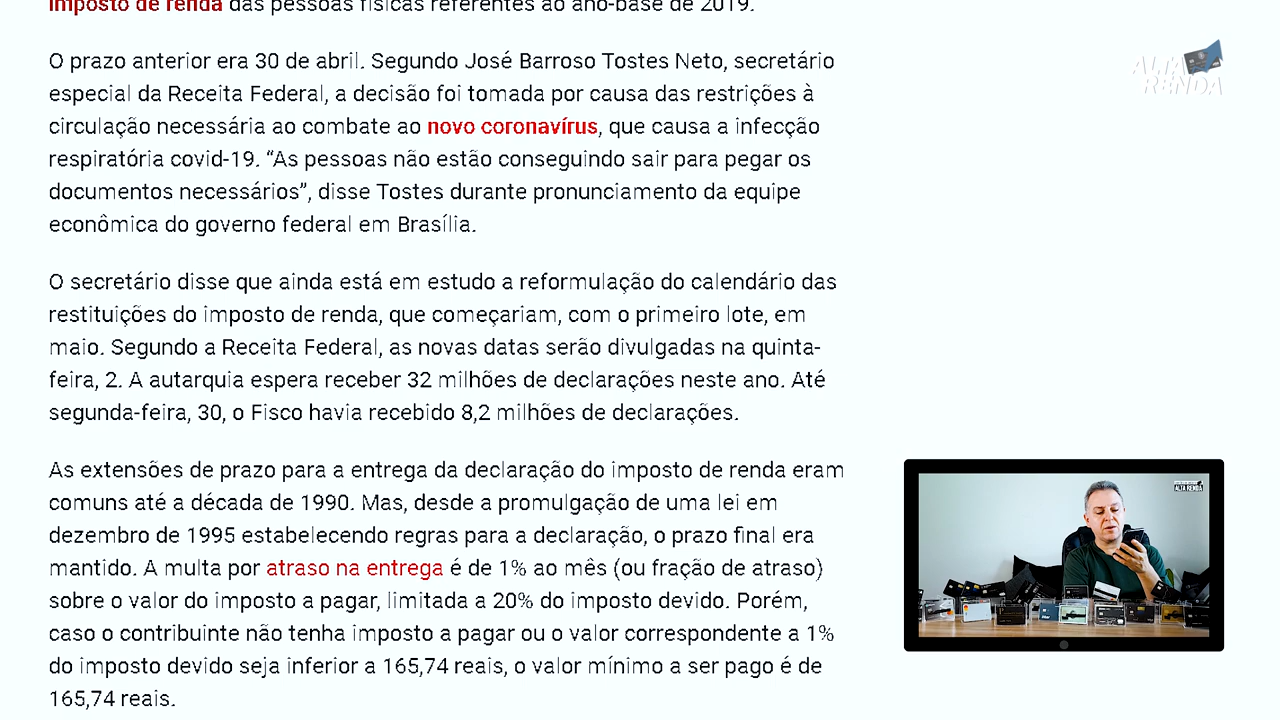 imposto de renda das pessoas físicas referentes ao ano-base de 2019.
O prazo anterior era 30 de abril. Segundo José Barroso Tostes Neto, secretário
especial da Receita Federal, a decisão foi tomada por causa das restrições à
circulação necessária ao combate ao novo coronavírus, que causa a infecção
respiratória covid-19. “As pessoas não estão conseguindo sair para pegar os
documentos necessários”, disse Tostes durante pronunciamento da equipe
econômica do governo federal em Brasília.
O secretário disse que ainda está em estudo a reformulação do calendário das
restituições do imposto de renda, que começariam, com o primeiro lote, em
maio. Segundo a Receita Federal, as novas datas serão divulgadas na quinta-
feira, 2. A autarquia espera receber 32 milhões de declarações neste ano. Até
segunda-feira, 30, o Fisco havia recebido 8,2 milhões de declarações.
As extensões de prazo para a entrega da declaração do imposto de renda eram
comuns até a década de 1990. Mas, desde a promulgação de uma lei em
dezembro de 1995 estabelecendo regras para a declaração, o prazo final era
mantido. A multa por atraso na entrega é de 1% ao mês (ou fração de atraso)
sobre o valor do imposto a pagar, limitada a 20% do imposto devido. Porém,
caso o contribuinte não tenha imposto a pagar ou o valor correspondente a 1%
do imposto devido seja inferior a 165,74 reais, o valor mínimo a ser pago é de
165,74 reais.
ALTA
RENDA
ALTA RENDA